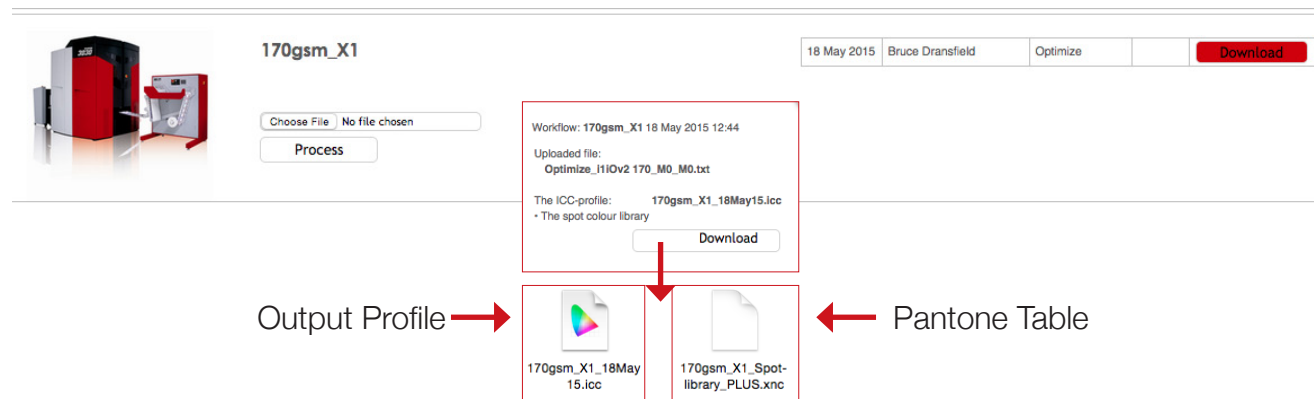 170gsm_X1
18 May 2015 Bruce Dransfield Optimize Download
Choose File No file chosen
Process
Workflow: 170gsm_X1 18 May 2015 12:44
Uploaded file:
Optimize_i1iOv2 170_M0_M0.txt
The ICC-profile: 170gsm_X1_18May15.icc
• The spot colour library
Download
Output Profile
Pantone Table
170gsm_X1_18May
15.icc
170gsm_X1_Spot-
library_PLUS.xnc